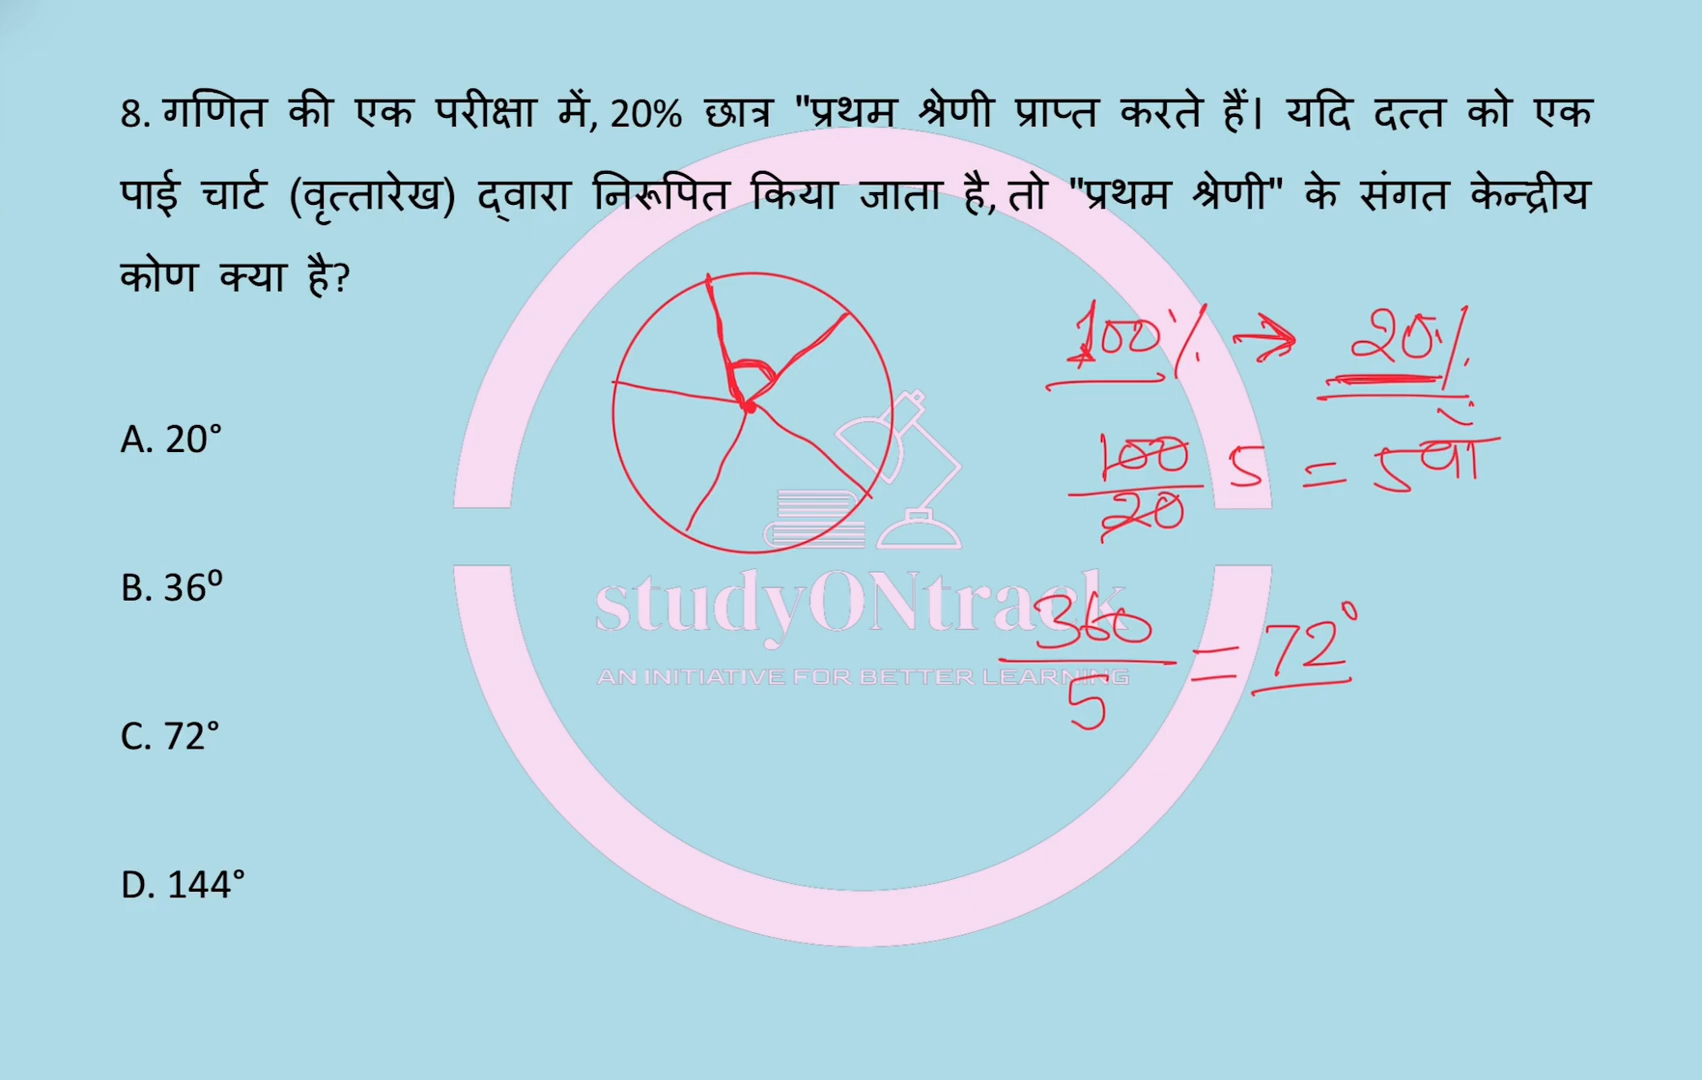 8. गणित की एक परीक्षा में, 20% छात्र "प्रथम श्रेणी प्राप्त करते हैं। यदि दत्त को एक
पाई चार्ट (वृत्तारेख) द्वारा निरूपित किया जाता है, तो "प्रथम श्रेणी" के संगत केन्द्रीय
कोण क्या है?
100% → 20%
A. 20°
100/20 5 = 5वां
B. 36⁰
studyONtrack
360/5 = 72°
AN INITIATIVE FOR BETTER LEARNING
C. 72°
D. 144°